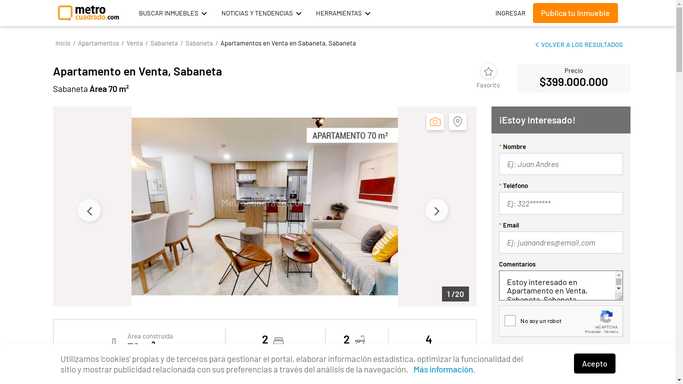 metro
cuadrado.com
BUSCAR INMUEBLES
NOTICIAS Y TENDENCIAS
HERRAMIENTAS
INGRESAR
Publica tu Inmueble
Inicio / Apartamentos / Venta / Sabaneta / Sabaneta / Apartamentos en Venta en Sabaneta, Sabaneta
VOLVER A LOS RESULTADOS
Apartamento en Venta, Sabaneta
Sabaneta Área 70 m²
Favorito
Precio
$399.000.000
APARTAMENTO 70 m²
1 / 20
¡Estoy Interesado!
* Nombre
Ej: Juan Andres
* Teléfono
Ej: 322*******
* Email
Ej: juanandres@email.com
Comentarios
Estoy interesado en
Apartamento en Venta,
Sabaneta, Sabaneta
No soy un robot
reCAPTCHA
Privacidad - Términos
Área construida
2
2
4
Utilizamos 'cookies' propias y de terceros para gestionar el portal, elaborar información estadística, optimizar la funcionalidad del
sitio y mostrar publicidad relacionada con sus preferencias a través del análisis de la navegación. Más información.
Acepto